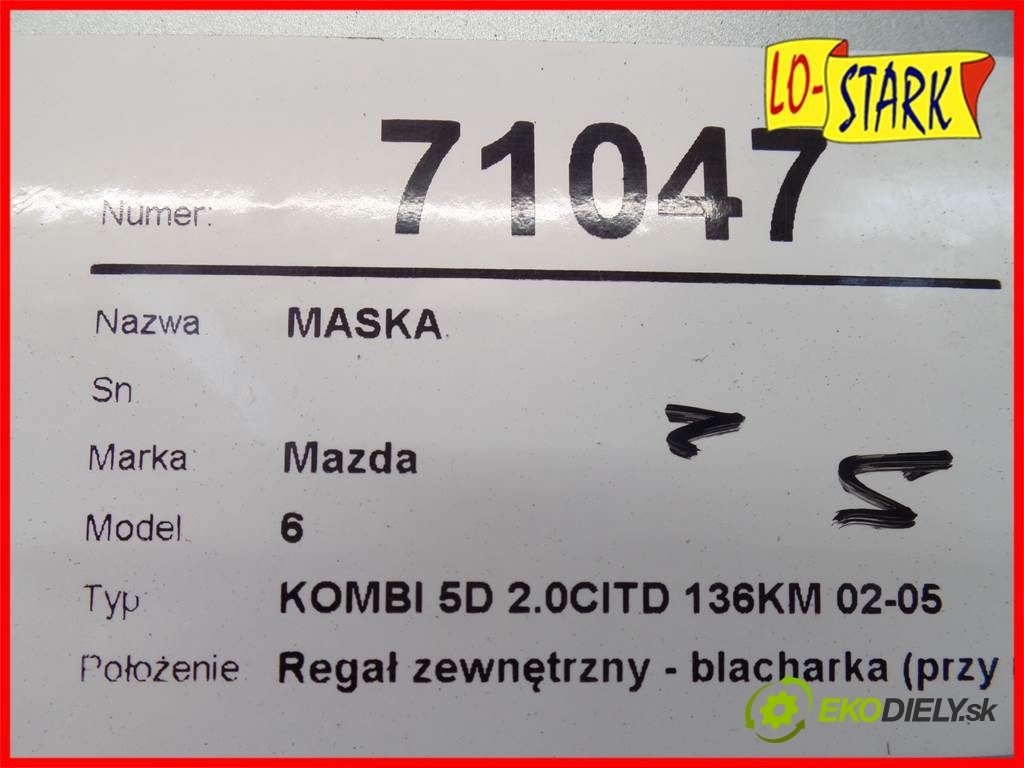 LO-STARK
Numer: 71047
Nazwa MASKA
Sn
Marka Mazda
Model 6
Typ KOMBI 5D 2.0CITD 136KM 02-05
Położenie Regał zewnętrzny - blacharka (przy
EKODIELY.sk